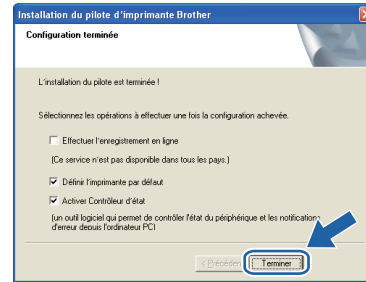 Installation du pilote d'imprimante Brother
Configuration terminée
L'installation du pilote est terminée !
Sélectionnez les opérations à effectuer une fois la configuration achevée.
Effectuer l'enregistrement en ligne
(Ce service n'est pas disponible dans tous les pays.)
Définir l'imprimante par défaut
Activer Contrôleur d'état
(un outil logiciel qui permet de contrôler l'état du périphérique et les notifications
d'erreur depuis l'ordinateur PC)
< Précéden
Terminer